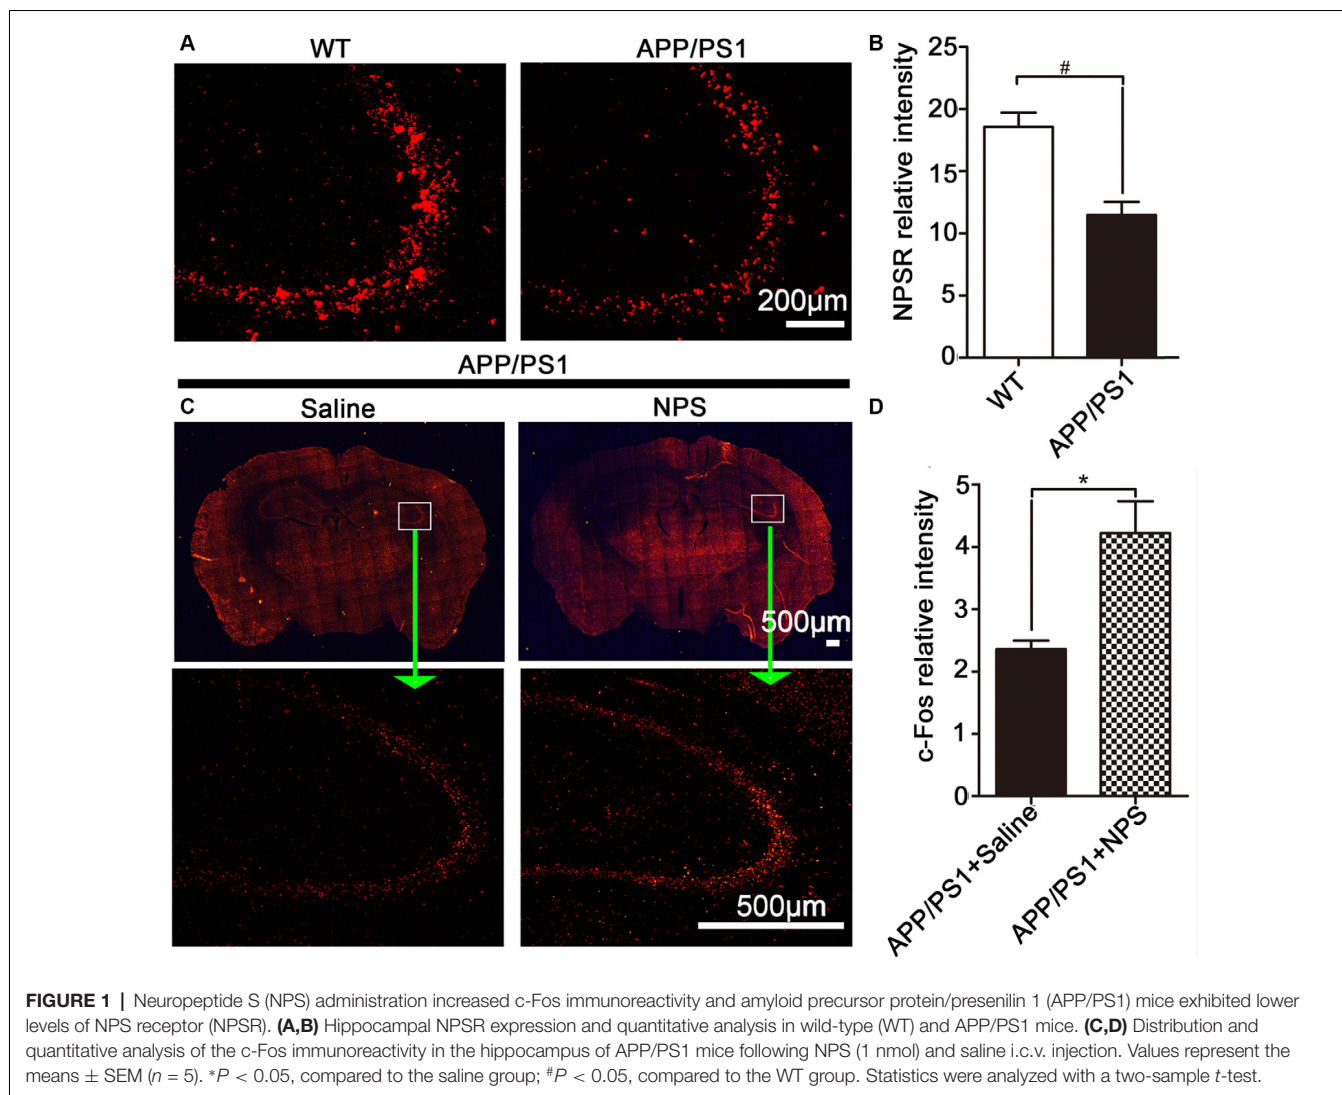 A
WT
APP/PS1
200μm
B
NPSR relative intensity
25
20
15
10
5
0
#
WT
APP/PS1
APP/PS1
C
Saline
NPS
500μm
500μm
D
c-Fos relative intensity
5
4
3
2
1
0
*
APP/PS1+Saline
APP/PS1+NPS
FIGURE 1 | Neuropeptide S (NPS) administration increased c-Fos immunoreactivity and amyloid precursor protein/presenilin 1 (APP/PS1) mice exhibited lower
levels of NPS receptor (NPSR). (A,B) Hippocampal NPSR expression and quantitative analysis in wild-type (WT) and APP/PS1 mice. (C,D) Distribution and
quantitative analysis of the c-Fos immunoreactivity in the hippocampus of APP/PS1 mice following NPS (1 nmol) and saline i.c.v. injection. Values represent the
means ± SEM (n = 5). *P < 0.05, compared to the saline group; #P < 0.05, compared to the WT group. Statistics were analyzed with a two-sample t-test.